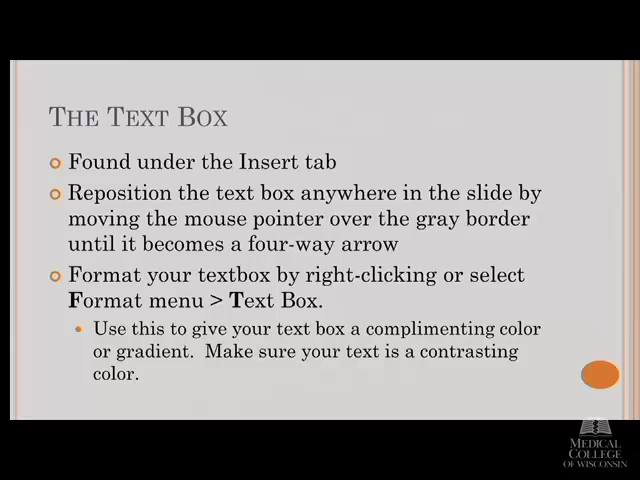 THE TEXT BOX
Found under the Insert tab
Reposition the text box anywhere in the slide by
moving the mouse pointer over the gray border
until it becomes a four-way arrow
Format your textbox by right-clicking or select
Format menu > Text Box.
Use this to give your text box a complimenting color
or gradient. Make sure your text is a contrasting
color.
MEDICAL
COLLEGE
OF WISCONSIN